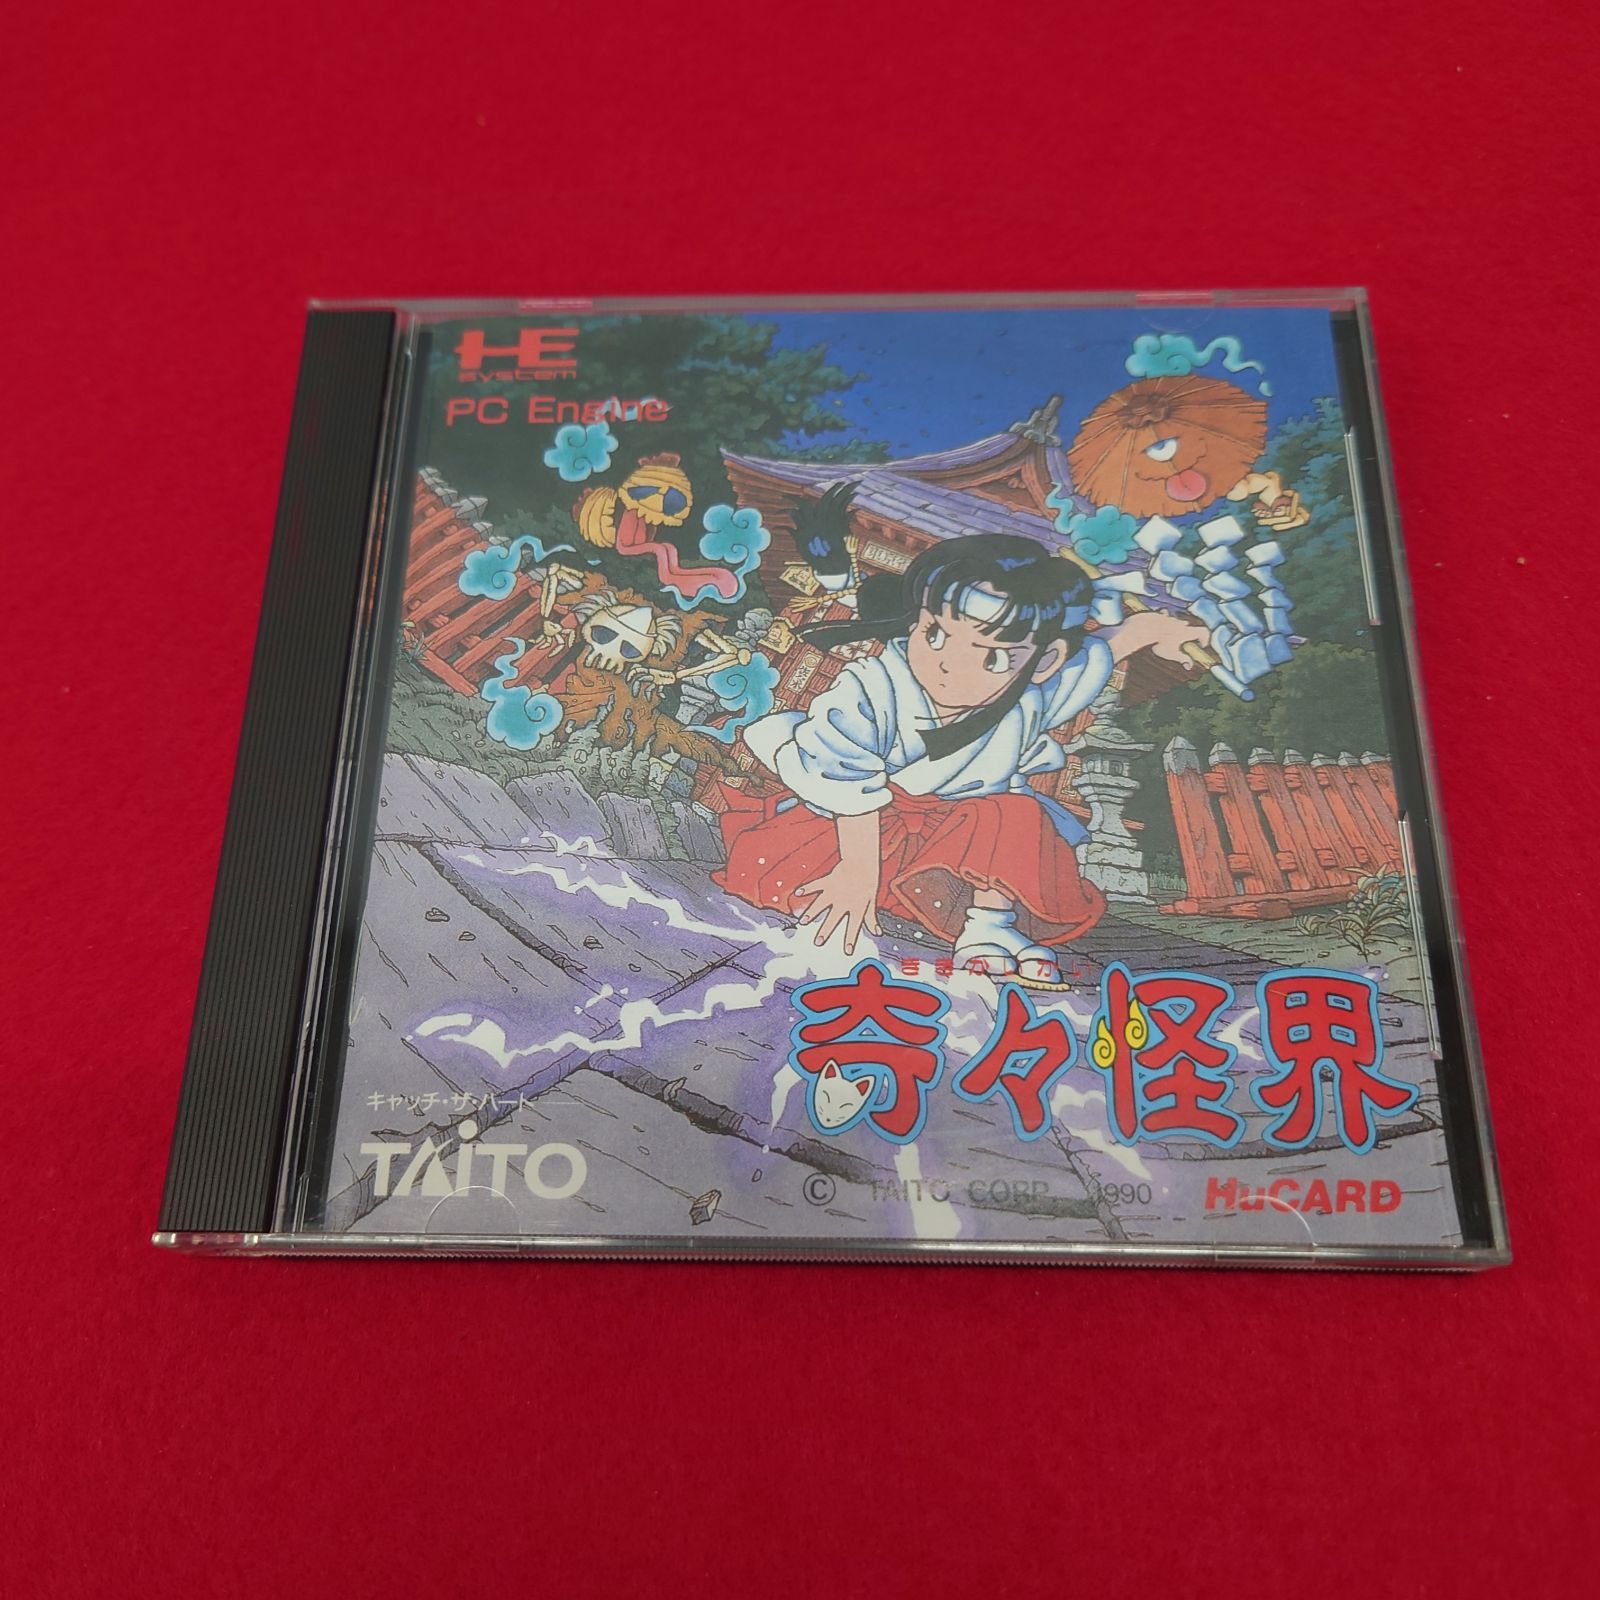 HE
system
PC Engine
ききかいかい
奇々怪界
キャッチ・ザ・ハート
TAITO
© TAITO CORP. 1990
HuCARD